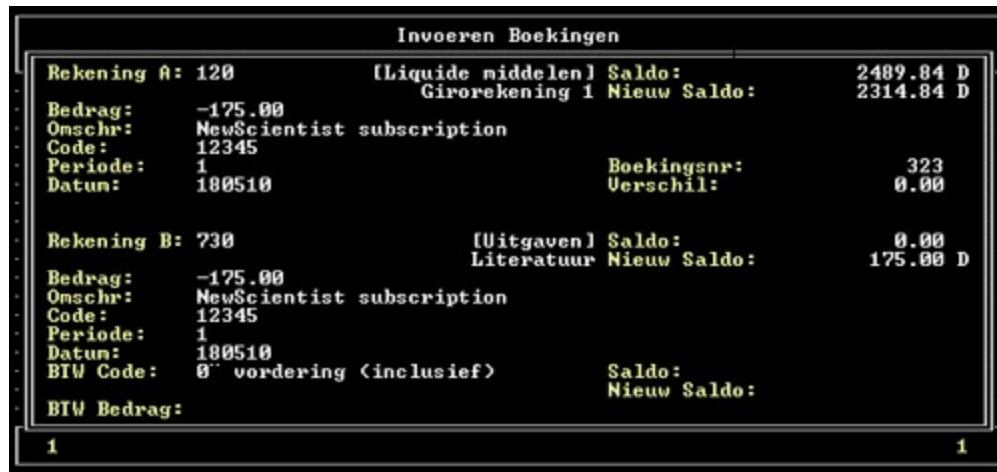 Invoeren Boekingen
Rekening A: 120 [Liquide middelen] Saldo: 2489.84 D
Girorekening 1 Nieuw Saldo: 2314.84 D
Bedrag: -175.00
Omschr: NewScientist subscription
Code: 12345
Periode: 1 Boekingsnr: 323
Datum: 180510 Verschil: 0.00
Rekening B: 730 [Uitgaven] Saldo: 0.00
Literatuur Nieuw Saldo: 175.00 D
Bedrag: -175.00
Omschr: NewScientist subscription
Code: 12345
Periode: 1
Datum: 180510
BTW Code: 0¨ vordering (inclusief) Saldo:
Nieuw Saldo:
BTW Bedrag:
1 1